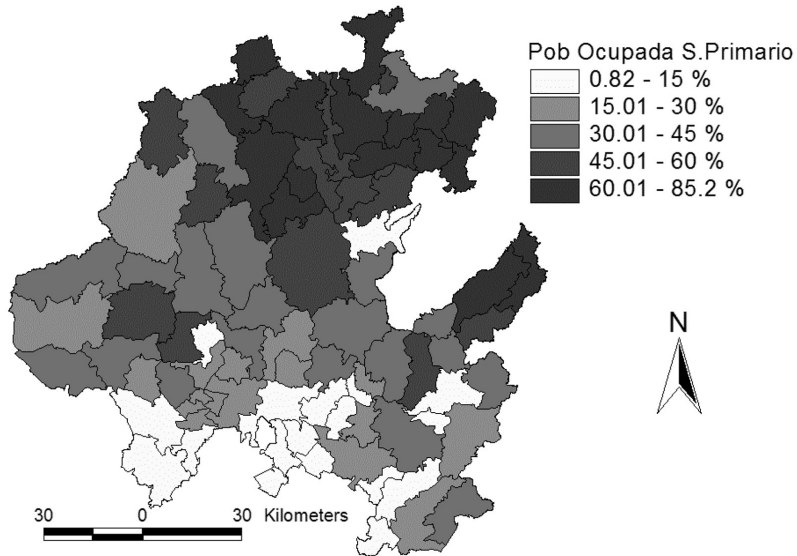 Pob Ocupada S.Primario
0.82 - 15 %
15.01 - 30 %
30.01 - 45 %
45.01 - 60 %
60.01 - 85.2 %
N
30 0 30 Kilometers